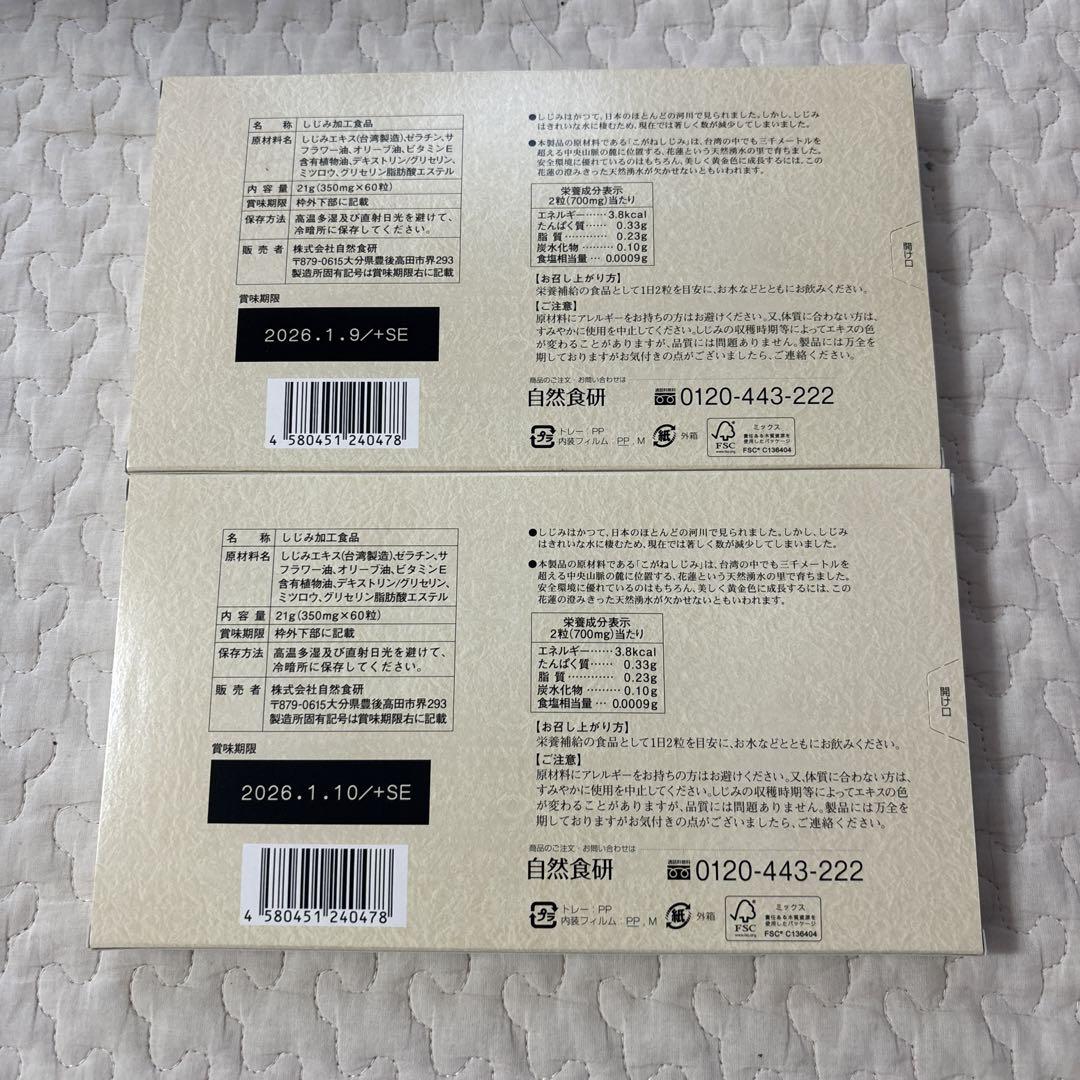 名 称 しじみ加工食品
原材料名 しじみエキス(台湾製造)、ゼラチン、サ
フラワー油、オリーブ油、ビタミンE
含有植物油、デキストリン/グリセリン、
ミツロウ、グリセリン脂肪酸エステル
内 容 量 21g(350mg×60粒)
賞味期限 枠外下部に記載
保存方法 高温多湿及び直射日光を避けて、
冷暗所に保存してください。
販 売 者 株式会社自然食研
〒879-0615大分県豊後高田市界293
製造所固有記号は賞味期限右に記載
賞味期限
2026.1.9/+SE
4 580451 240478
●しじみはかつて、日本のほとんどの河川で見られました。しかし、しじみ
はきれいな水に棲むため、現在では著しく数が減少してしまいました。
●本製品の原材料である「こがねしじみ」は、台湾の中でも三千メートルを
超える中央山脈の麓に位置する、花蓮という天然湧水の里で育ちました。
安全環境に優れているのはもちろん、美しく黄金色に成長するには、この
花蓮の澄みきった天然湧水が欠かせないともいわれます。
栄養成分表示
2粒(700mg)当たり
エネルギー……3.8kcal
たんぱく質…… 0.33g
脂 質………… 0.23g
炭水化物……… 0.10g
食塩相当量… 0.0009g
【お召し上がり方】
栄養補給の食品として1日2粒を目安に、お水などとともにお飲みください。
【ご注意】
原材料にアレルギーをお持ちの方はお避けください。又、体質に合わない方は、
すみやかに使用を中止してください。しじみの収穫時期等によってエキスの色
が変わることがありますが、品質には問題ありません。製品には万全を
期しておりますがお気付きの点がございましたら、ご連絡ください。
商品のご注文・お問い合わせは
自然食研 通話料無料 0120-443-222
プラ トレー：PP
内装フィルム：PP , M
紙 外箱
FSC
www.fsc.org
ミックス
責任ある木質資源を
使用したパッケージ
FSC® C136404
開け口
名 称 しじみ加工食品
原材料名 しじみエキス(台湾製造)、ゼラチン、サ
フラワー油、オリーブ油、ビタミンE
含有植物油、デキストリン/グリセリン、
ミツロウ、グリセリン脂肪酸エステル
内 容 量 21g(350mg×60粒)
賞味期限 枠外下部に記載
保存方法 高温多湿及び直射日光を避けて、
冷暗所に保存してください。
販 売 者 株式会社自然食研
〒879-0615大分県豊後高田市界293
製造所固有記号は賞味期限右に記載
賞味期限
2026.1.10/+SE
4 580451 240478
●しじみはかつて、日本のほとんどの河川で見られました。しかし、しじみ
はきれいな水に棲むため、現在では著しく数が減少してしまいました。
●本製品の原材料である「こがねしじみ」は、台湾の中でも三千メートルを
超える中央山脈の麓に位置する、花蓮という天然湧水の里で育ちました。
安全環境に優れているのはもちろん、美しく黄金色に成長するには、この
花蓮の澄みきった天然湧水が欠かせないともいわれます。
栄養成分表示
2粒(700mg)当たり
エネルギー……3.8kcal
たんぱく質…… 0.33g
脂 質………… 0.23g
炭水化物……… 0.10g
食塩相当量… 0.0009g
【お召し上がり方】
栄養補給の食品として1日2粒を目安に、お水などとともにお飲みください。
【ご注意】
原材料にアレルギーをお持ちの方はお避けください。又、体質に合わない方は、
すみやかに使用を中止してください。しじみの収穫時期等によってエキスの色
が変わることがありますが、品質には問題ありません。製品には万全を
期しておりますがお気付きの点がございましたら、ご連絡ください。
商品のご注文・お問い合わせは
自然食研 通話料無料 0120-443-222
プラ トレー：PP
内装フィルム：PP , M
紙 外箱
FSC
www.fsc.org
ミックス
責任ある木質資源を
使用したパッケージ
FSC® C136404
開け口